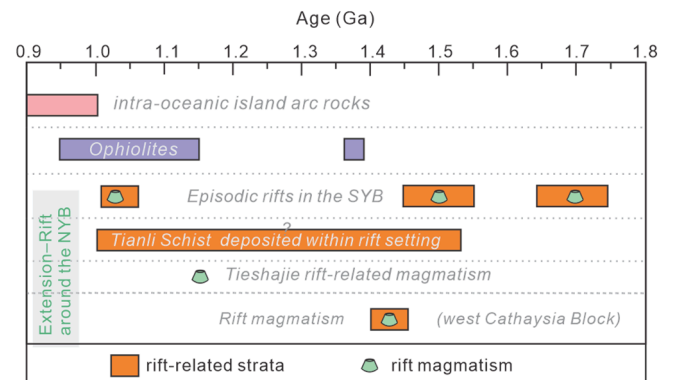 Age (Ga)
0.9 1.0 1.1 1.2 1.3 1.4 1.5 1.6 1.7 1.8
intra-oceanic island arc rocks
Ophiolites
Episodic rifts in the SYB
?
Tianli Schist deposited within rift setting
Tieshajie rift-related magmatism
Rift magmatism (west Cathaysia Block)
Extension–Rift
around the NYB
rift-related strata rift magmatism